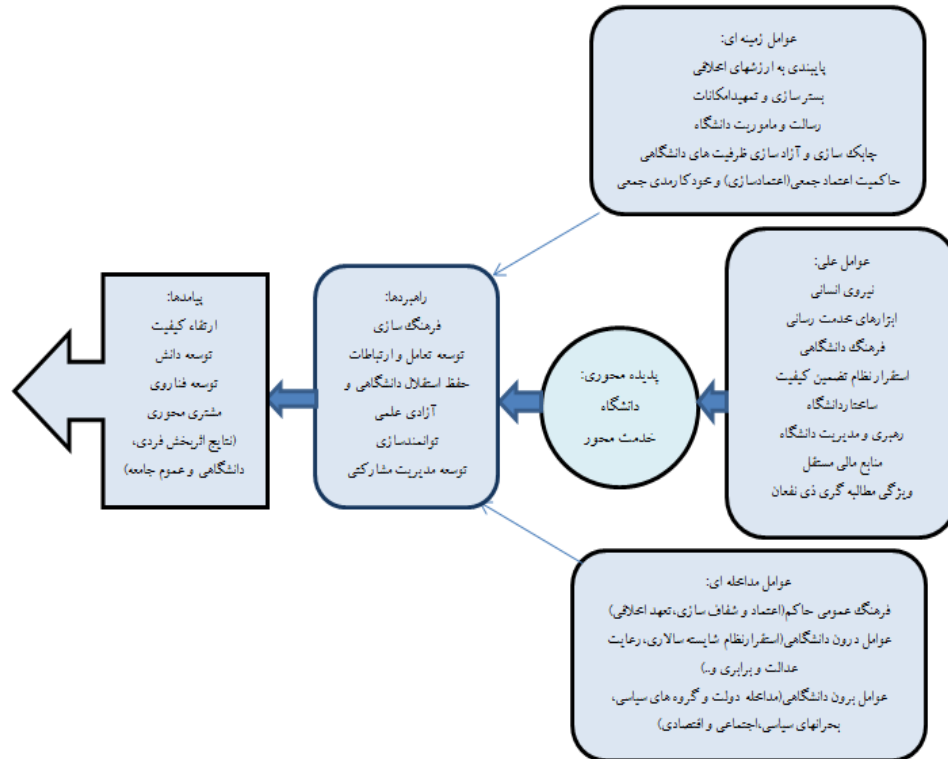 عوامل زمینه ای:
پایبندی به ارزشهای اخلاقی
بستر سازی و تمهیدامکانات
رسالت و ماموریت دانشگاه
چابک سازی و آزاد سازی ظرفیت های دانشگاهی
حاکمیت اعتماد جمعی(اعتمادسازی) و خود کارمدی جمعی
عوامل علی:
نیروی انسانی
ابزارهای خدمت رسانی
فرهنگ دانشگاهی
استقرار نظام تضمین کیفیت
ساختاردانشگاه
رهبری و مدیریت دانشگاه
منابع مالی مستقل
ویژگی مطالبه گری ذی نفعان
پدیده محوری:
دانشگاه
خدمت محور
راهبردها:
فرهنگ سازی
توسعه تعامل و ارتباطات
حفظ استقلال دانشگاهی و
آزادی علمی
توانمندسازی
توسعه مدیریت مشارکتی
پیامدها:
ارتقاء کیفیت
توسعه دانش
توسعه فناروی
مشتری محوری
(نتایج اثربخش فردی،
دانشگاهی و عموم جامعه)
عوامل مداخله ای:
فرهنگ عمومی حاکم(اعتماد و شفاف سازی،تعهد اخلاقی)
عوامل درون دانشگاهی(استقرارنظام شایسته سالاری، رعایت
عدالت و برابری و..)
عوامل برون دانشگاهی(مداخله دولت و گروه های سیاسی،
بحرانهای سیاسی،اجتماعی و اقتصادی)